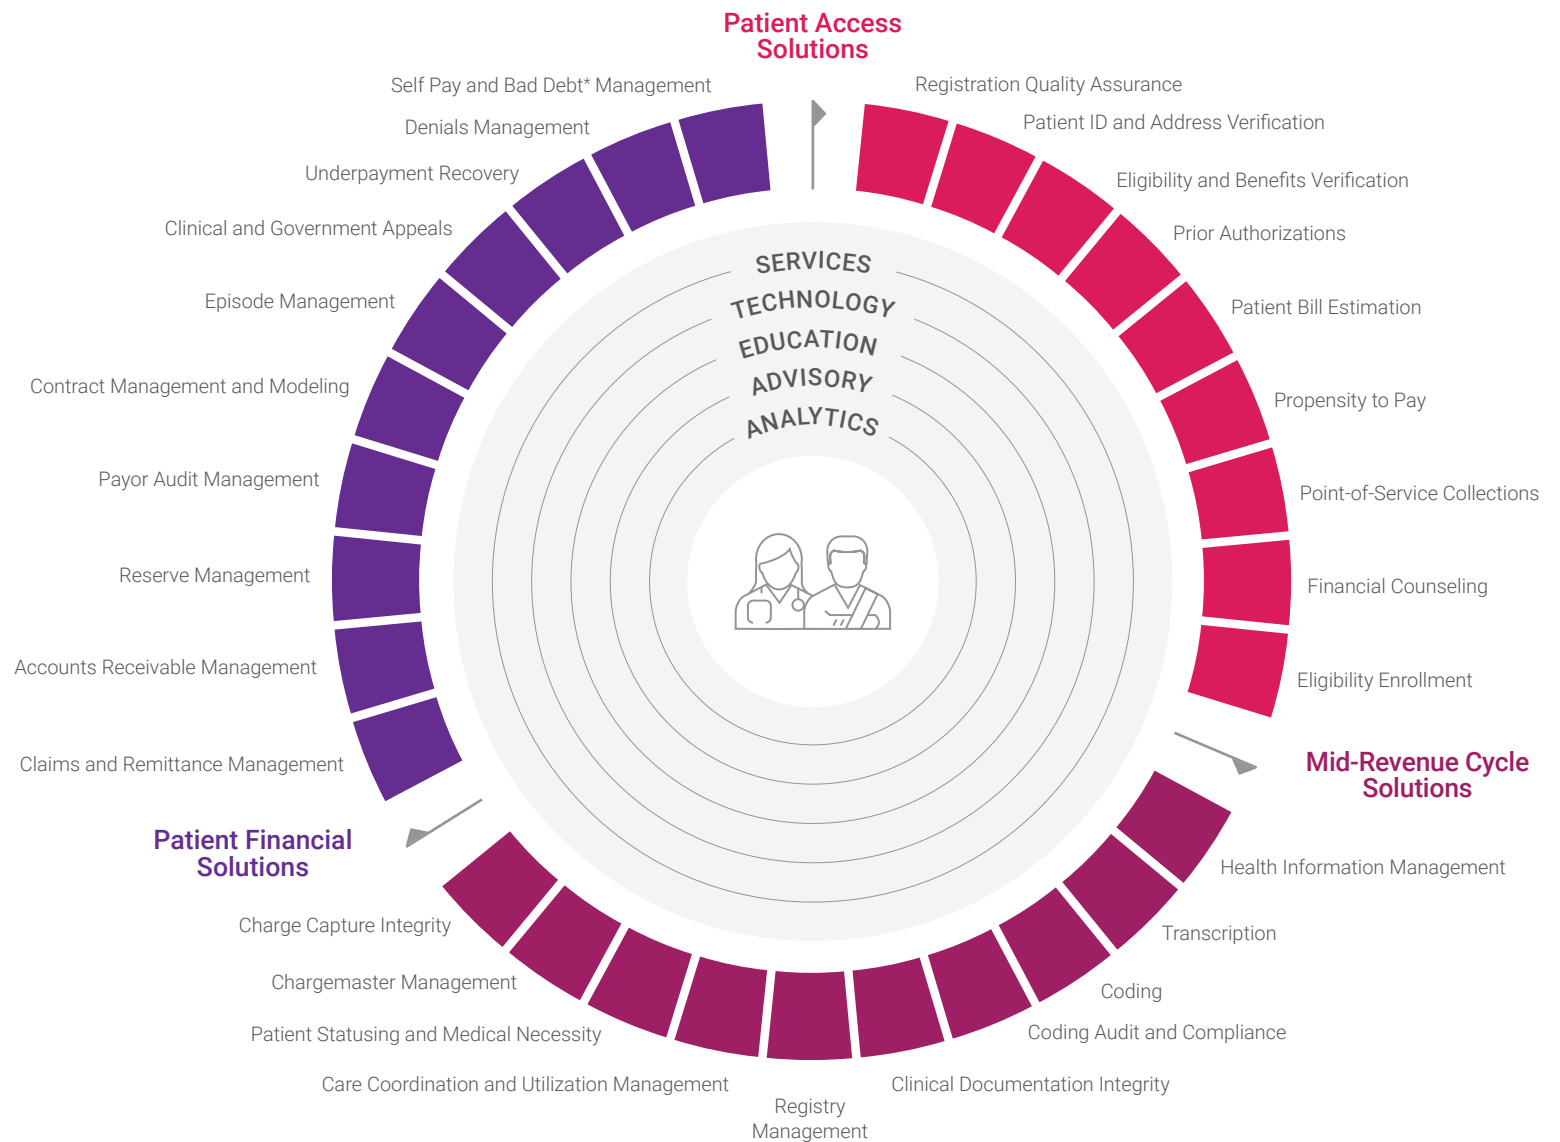 Patient Access
Solutions
Registration Quality Assurance
Patient ID and Address Verification
Eligibility and Benefits Verification
Prior Authorizations
Patient Bill Estimation
Propensity to Pay
Point-of-Service Collections
Financial Counseling
Eligibility Enrollment
Mid-Revenue Cycle
Solutions
Health Information Management
Transcription
Coding
Coding Audit and Compliance
Clinical Documentation Integrity
Registry
Management
Care Coordination and Utilization Management
Patient Statusing and Medical Necessity
Chargemaster Management
Charge Capture Integrity
Patient Financial
Solutions
Claims and Remittance Management
Accounts Receivable Management
Reserve Management
Payor Audit Management
Contract Management and Modeling
Episode Management
Clinical and Government Appeals
Underpayment Recovery
Denials Management
Self Pay and Bad Debt* Management
SERVICES
TECHNOLOGY
EDUCATION
ADVISORY
ANALYTICS